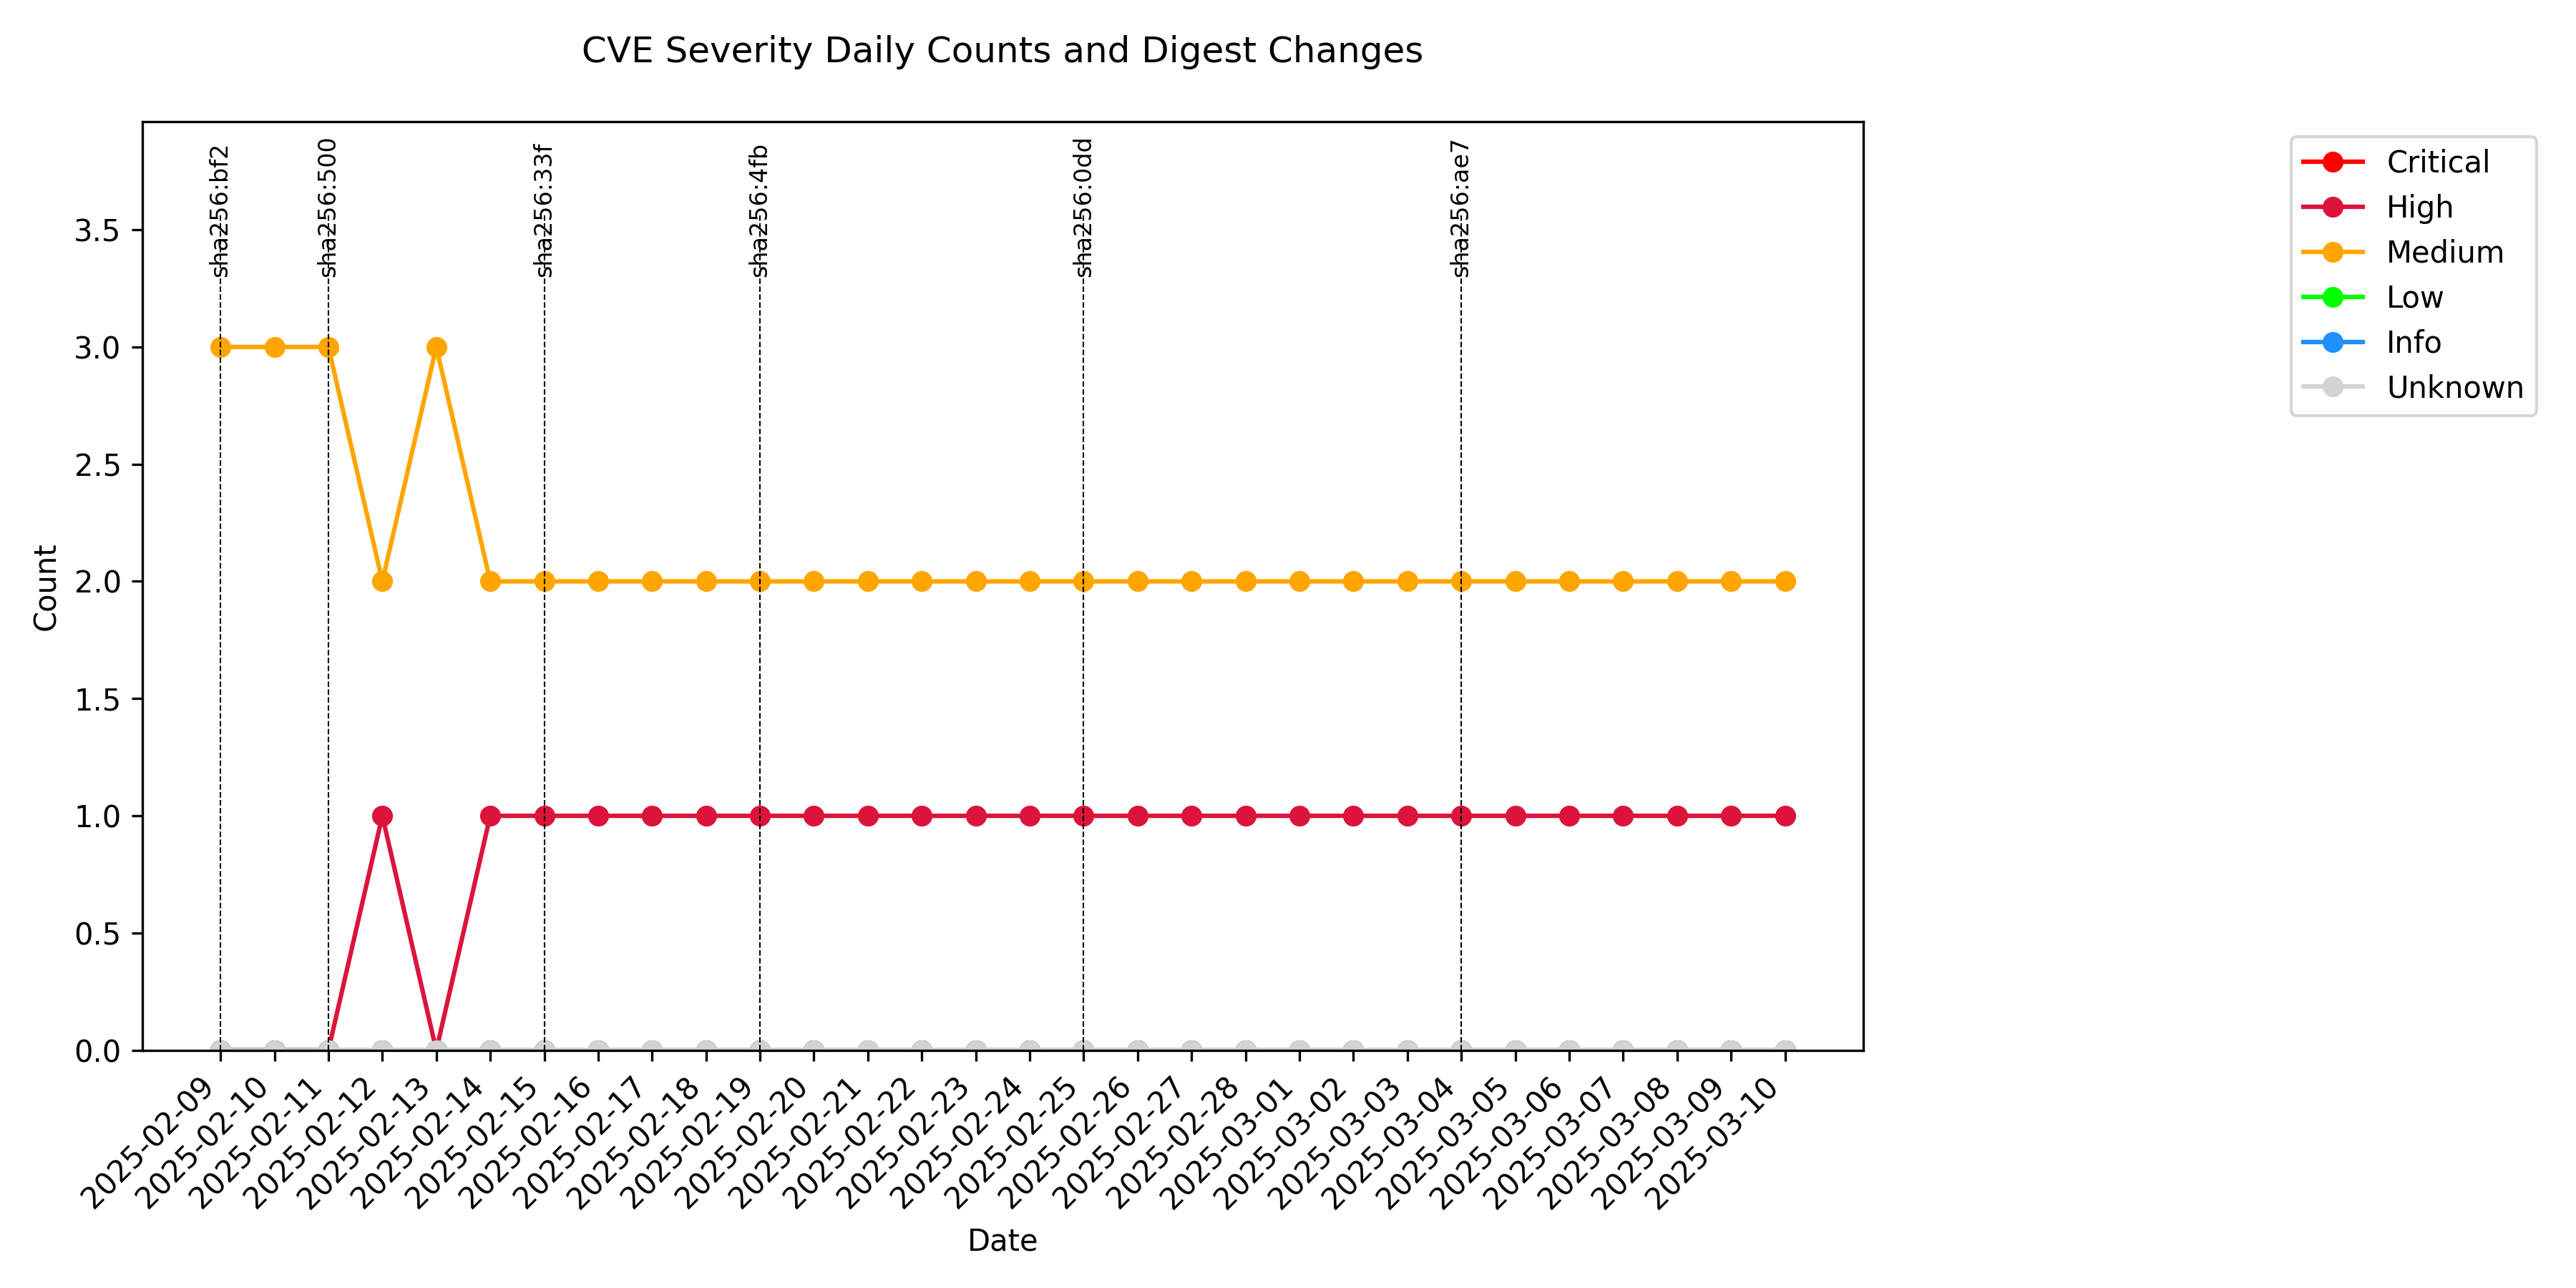 CVE Severity Daily Counts and Digest Changes
sha256:bf2
sha256:500
sha256:33f
sha256:4fb
sha256:0dd
sha256:ae7
Critical
High
Medium
Low
Info
Unknown
Count
3.5
3.0
2.5
2.0
1.5
1.0
0.5
0.0
2025-02-09
2025-02-10
2025-02-11
2025-02-12
2025-02-13
2025-02-14
2025-02-15
2025-02-16
2025-02-17
2025-02-18
2025-02-19
2025-02-20
2025-02-21
2025-02-22
2025-02-23
2025-02-24
2025-02-25
2025-02-26
2025-02-27
2025-02-28
2025-03-01
2025-03-02
2025-03-03
2025-03-04
2025-03-05
2025-03-06
2025-03-07
2025-03-08
2025-03-09
2025-03-10
Date